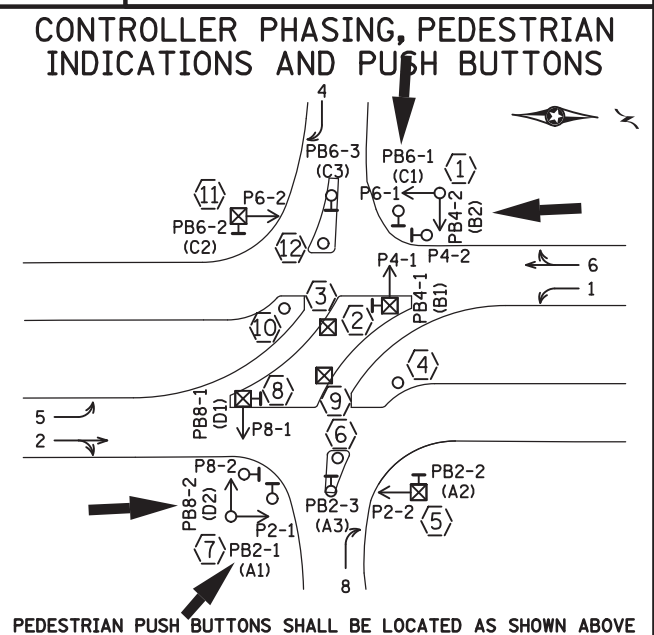 CONTROLLER PHASING, PEDESTRIAN
INDICATIONS AND PUSH BUTTONS
4
PB6-3
(C3)
PB6-1
(C1)
1
11
P6-2
P6-1
PB4-2
(B2)
PB6-2
(C2)
12
P4-2
P4-1
6
3
PB4-1
(B1)
1
10
2
4
8
9
5
PB8-1
(D1)
P8-1
6
2
P8-2
PB2-2
(A2)
PB8-2
(D2)
PB2-3
(A3)
P2-2
5
P2-1
7
PB2-1
(A1)
8
PEDESTRIAN PUSH BUTTONS SHALL BE LOCATED AS SHOWN ABOVE